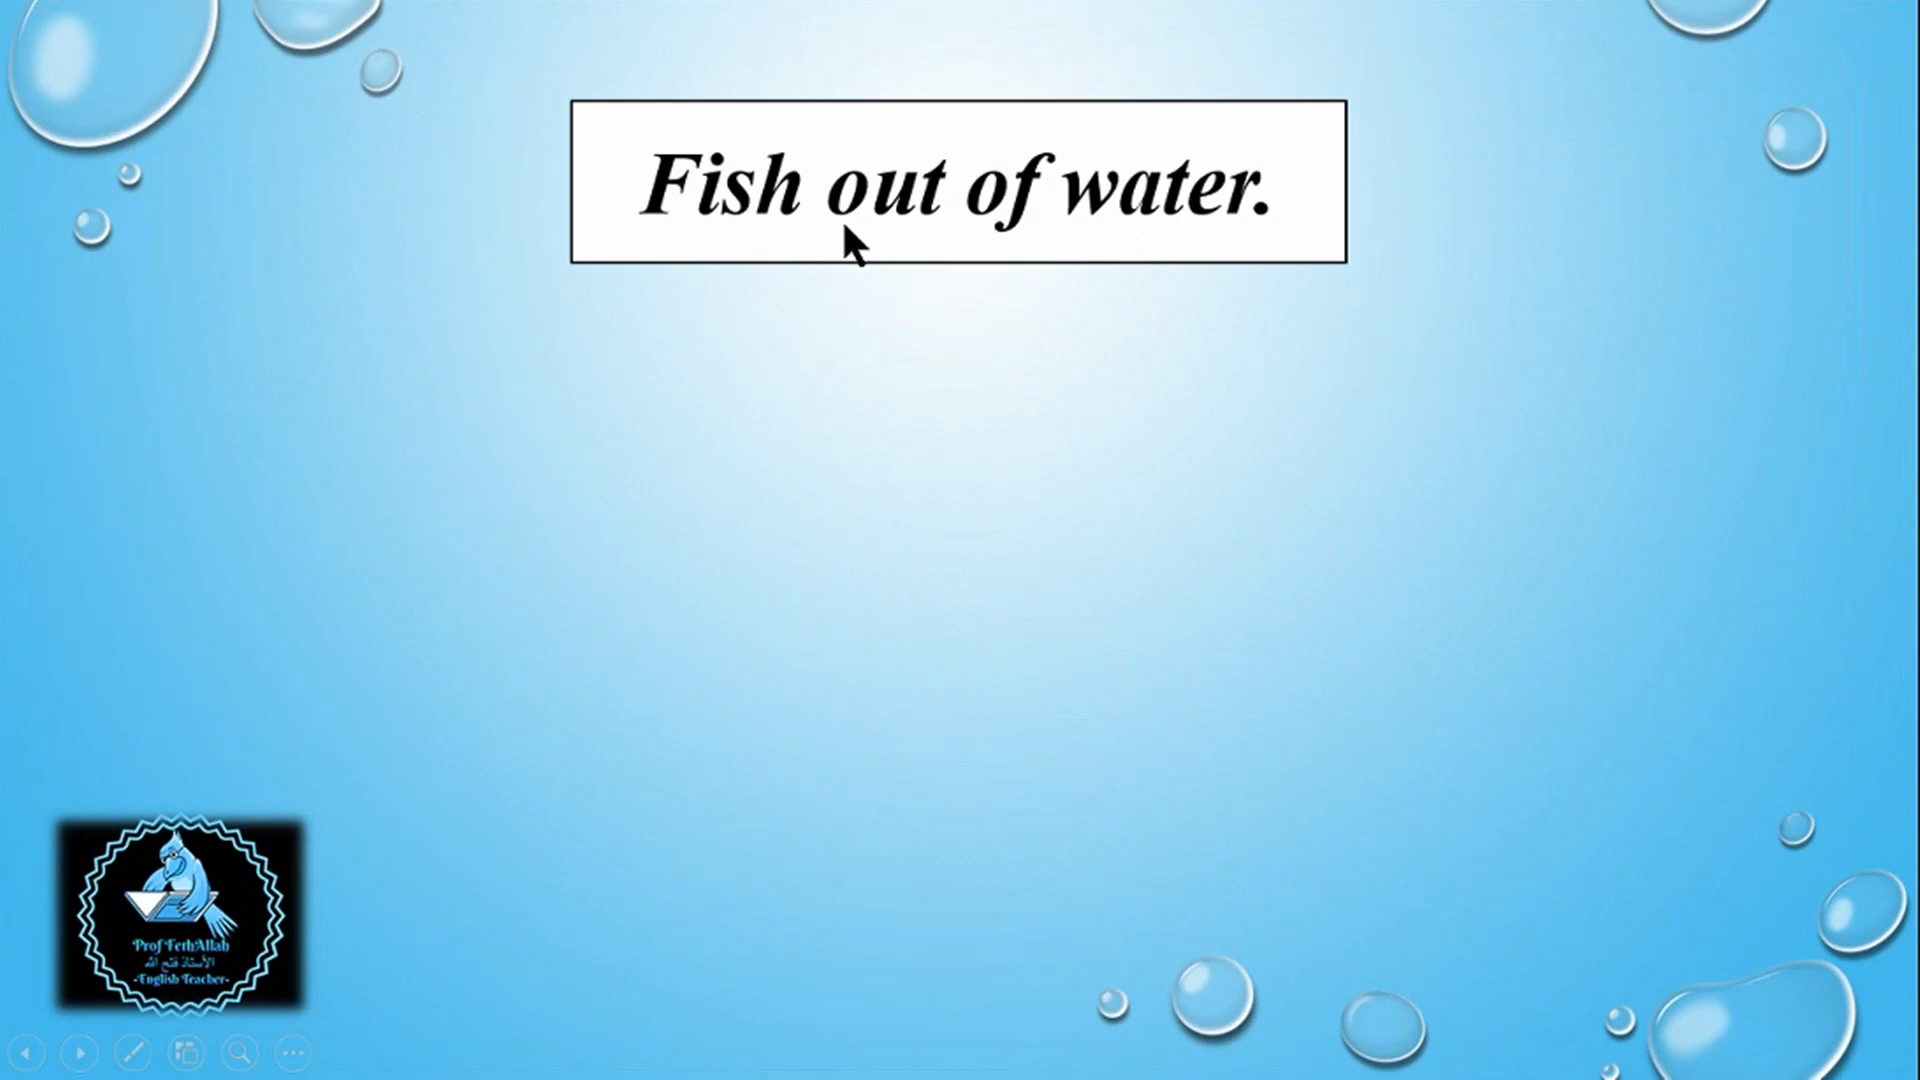 Fish out of water.
Prof FethAllah
الأستاذ فتح الله
-English Teacher-